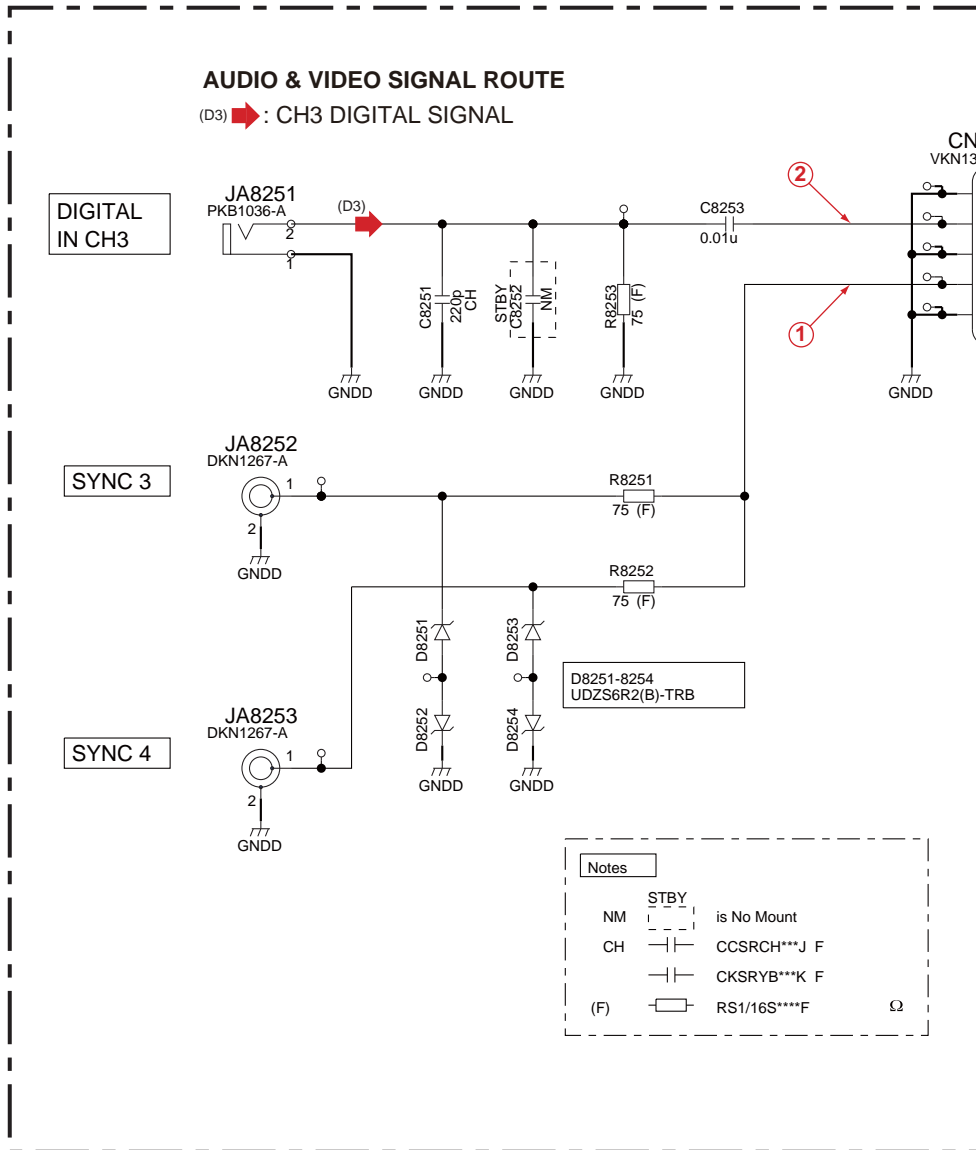 AUDIO & VIDEO SIGNAL ROUTE
(D3) : CH3 DIGITAL SIGNAL
CN
VKN13
DIGITAL
IN CH3
JA8251
PKB1036-A
(D3)
2
1
C8251
220p
CH
STBY
C8252
NM
R8253
75 (F)
C8253
0.01u
2
1
GNDD
GNDD
GNDD
GNDD
GNDD
SYNC 3
JA8252
DKN1267-A
1
2
GNDD
R8251
75 (F)
R8252
75 (F)
D8251
D8253
D8252
D8254
D8251-8254
UDZS6R2(B)-TRB
GNDD
GNDD
SYNC 4
JA8253
DKN1267-A
1
2
GNDD
Notes
STBY
NM is No Mount
CH CCSRCH***J F
CKSRYB***K F
(F) RS1/16S****F Ω